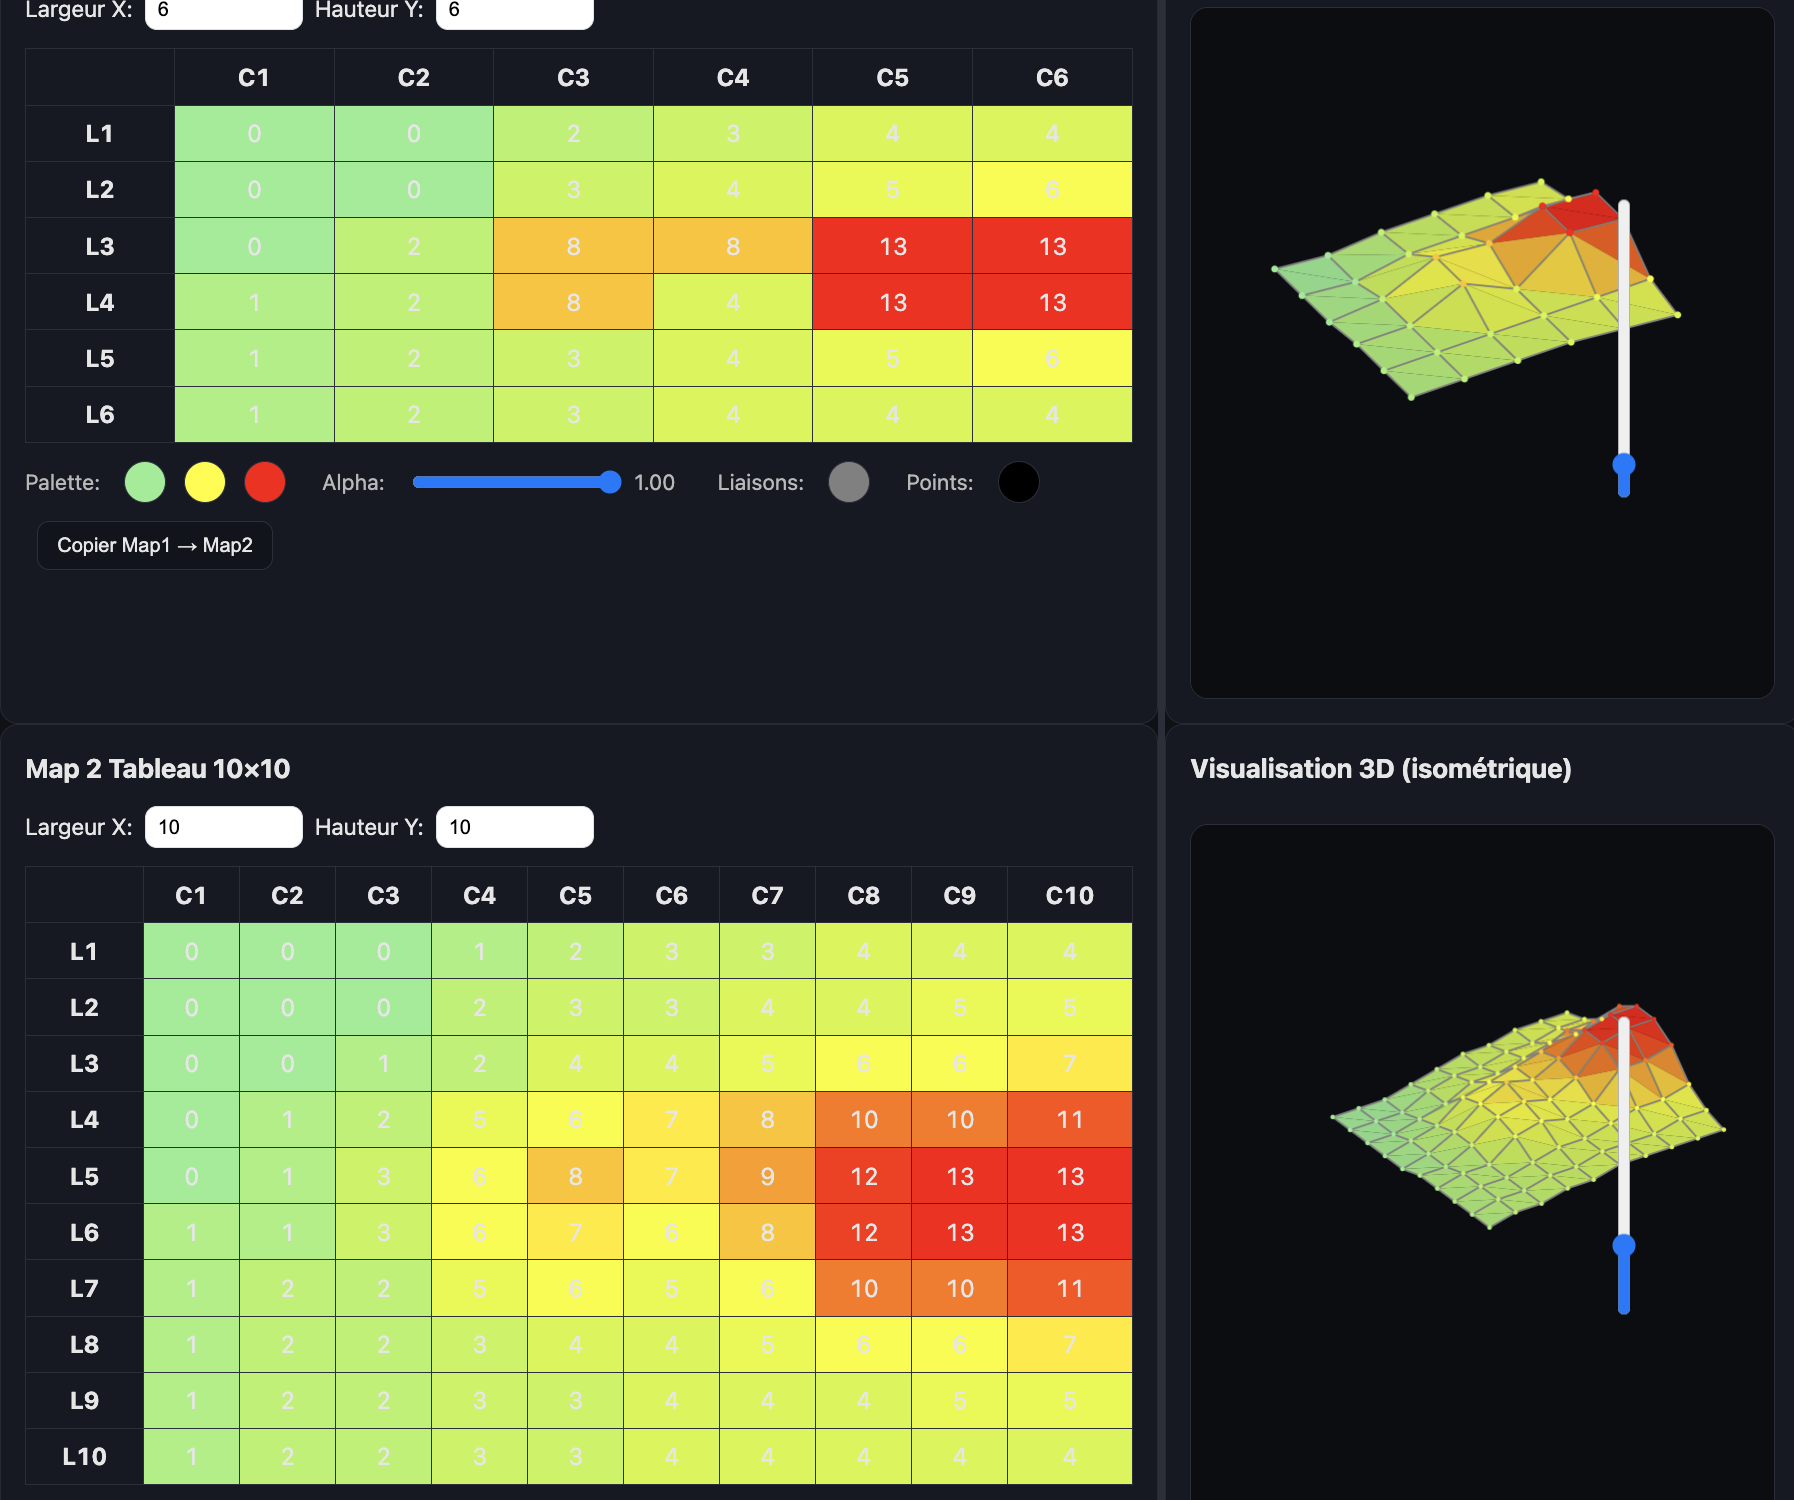 Largeur X: 6 Hauteur Y: 6
C1 C2 C3 C4 C5 C6
L1 0 0 2 3 4 4
L2 0 0 3 4 5 6
L3 0 2 8 8 13 13
L4 1 2 8 4 13 13
L5 1 2 3 4 5 6
L6 1 2 3 4 4 4
Palette: Alpha: 1.00 Liaisons: Points:
Copier Map1 → Map2
Map 2 Tableau 10×10
Largeur X: 10 Hauteur Y: 10
C1 C2 C3 C4 C5 C6 C7 C8 C9 C10
L1 0 0 0 1 2 3 3 4 4 4
L2 0 0 0 2 3 3 4 4 5 5
L3 0 0 1 2 4 4 5 6 6 7
L4 0 1 2 5 6 7 8 10 10 11
L5 0 1 3 6 8 7 9 12 13 13
L6 1 1 3 6 7 6 8 12 13 13
L7 1 2 2 5 6 5 6 10 10 11
L8 1 2 2 3 4 4 5 6 6 7
L9 1 2 2 3 3 4 4 4 5 5
L10 1 2 2 3 3 4 4 4 4 4
Visualisation 3D (isométrique)